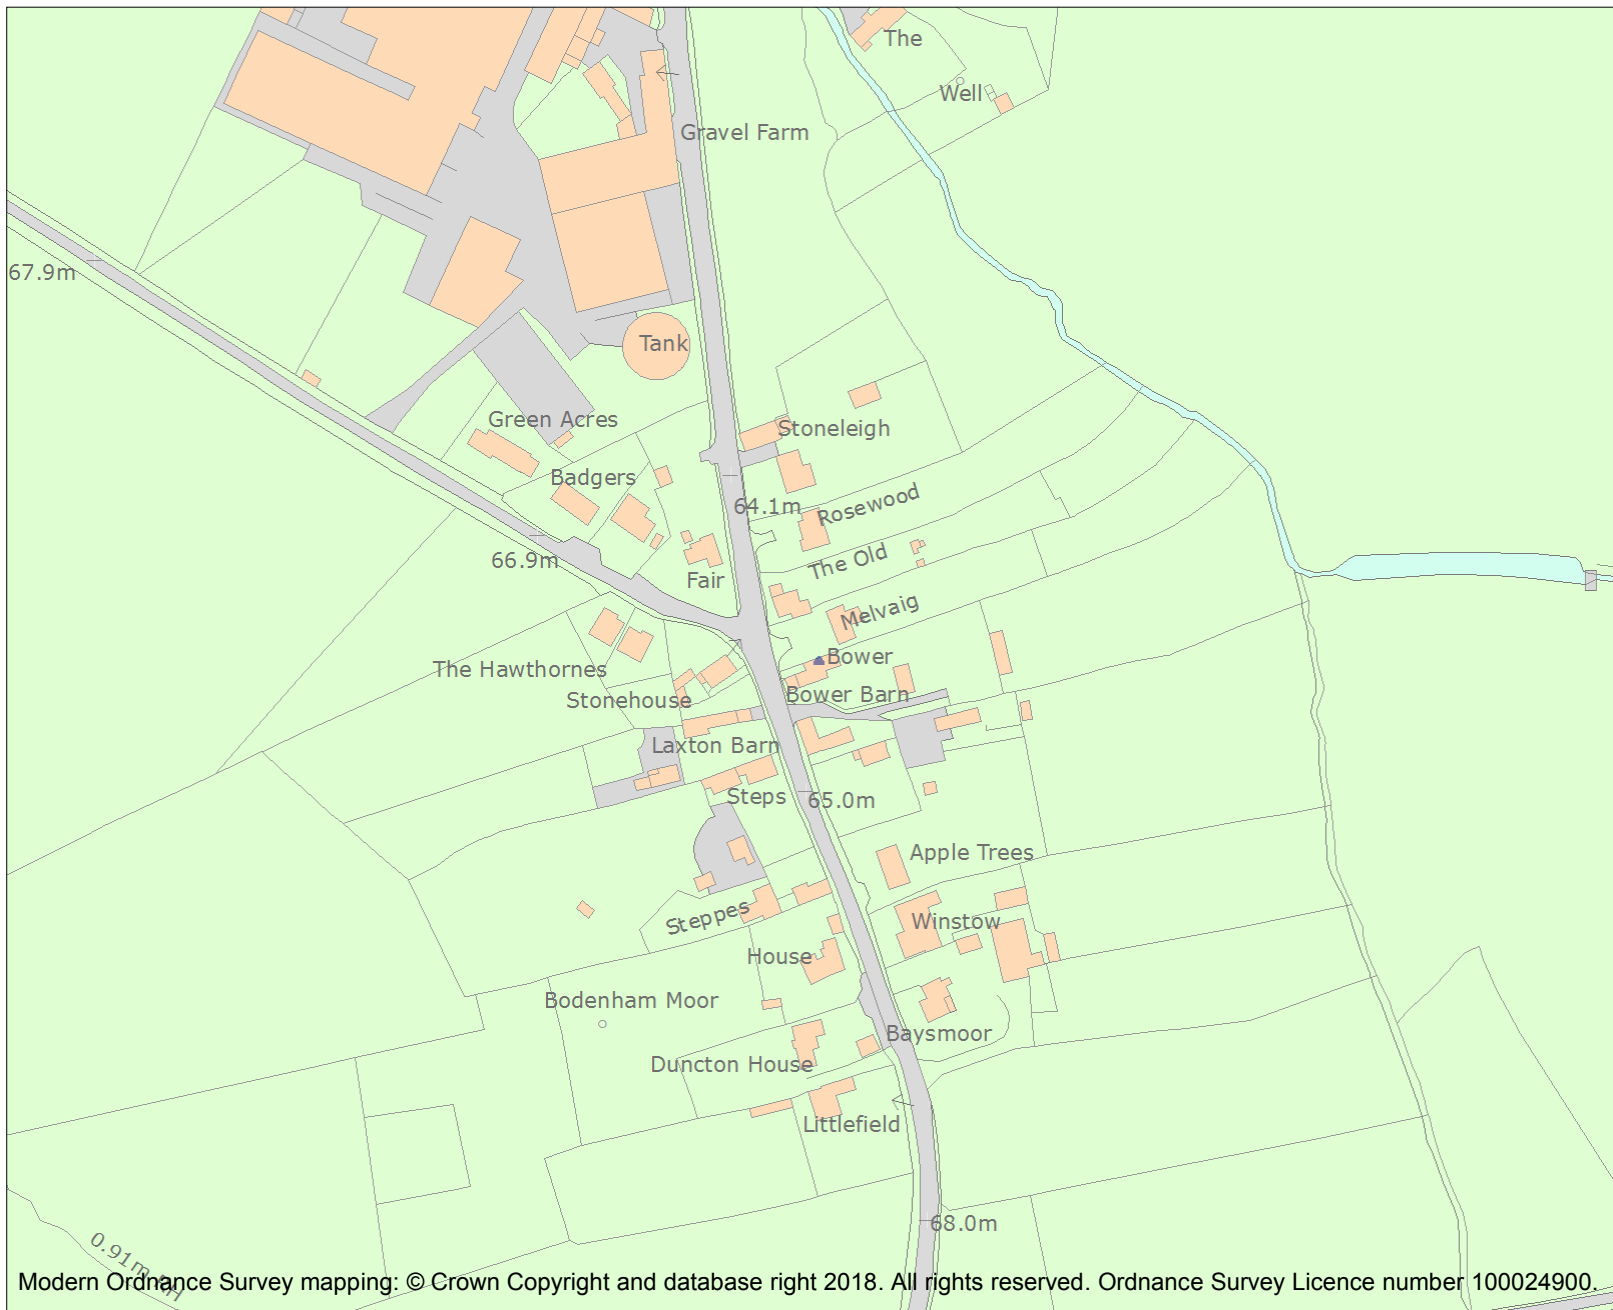 The
Well
Gravel Farm
67.9m
Tank
Green Acres
Stoneleigh
Badgers
64.1m
Rosewood
66.9m
Fair
The Old
Melvaig
The Hawthornes
Bower
Stonehouse
Bower Barn
Laxton Barn
Steps
65.0m
Apple Trees
Steppes
Winstow
House
Bodenham Moor
Baysmoor
Duncton House
Littlefield
68.0m
0.91m RH
Modern Ordnance Survey mapping: © Crown Copyright and database right 2018. All rights reserved. Ordnance Survey Licence number 100024900.